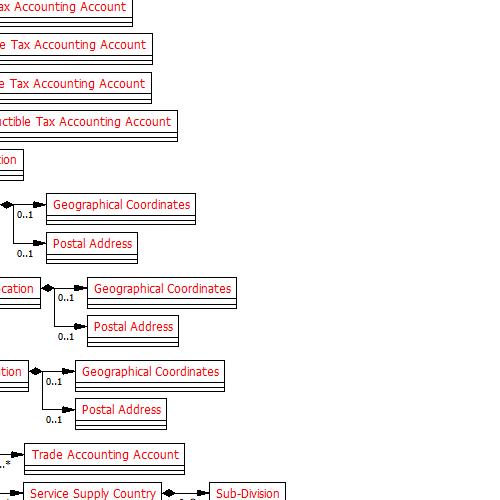 Tax Accounting Account
e Tax Accounting Account
e Tax Accounting Account
uctible Tax Accounting Account
tion
Geographical Coordinates
0..1
Postal Address
0..1
cation
Geographical Coordinates
0..1
Postal Address
0..1
tion
Geographical Coordinates
0..1
Postal Address
0..1
Trade Accounting Account
..*
Service Supply Country
Sub-Division